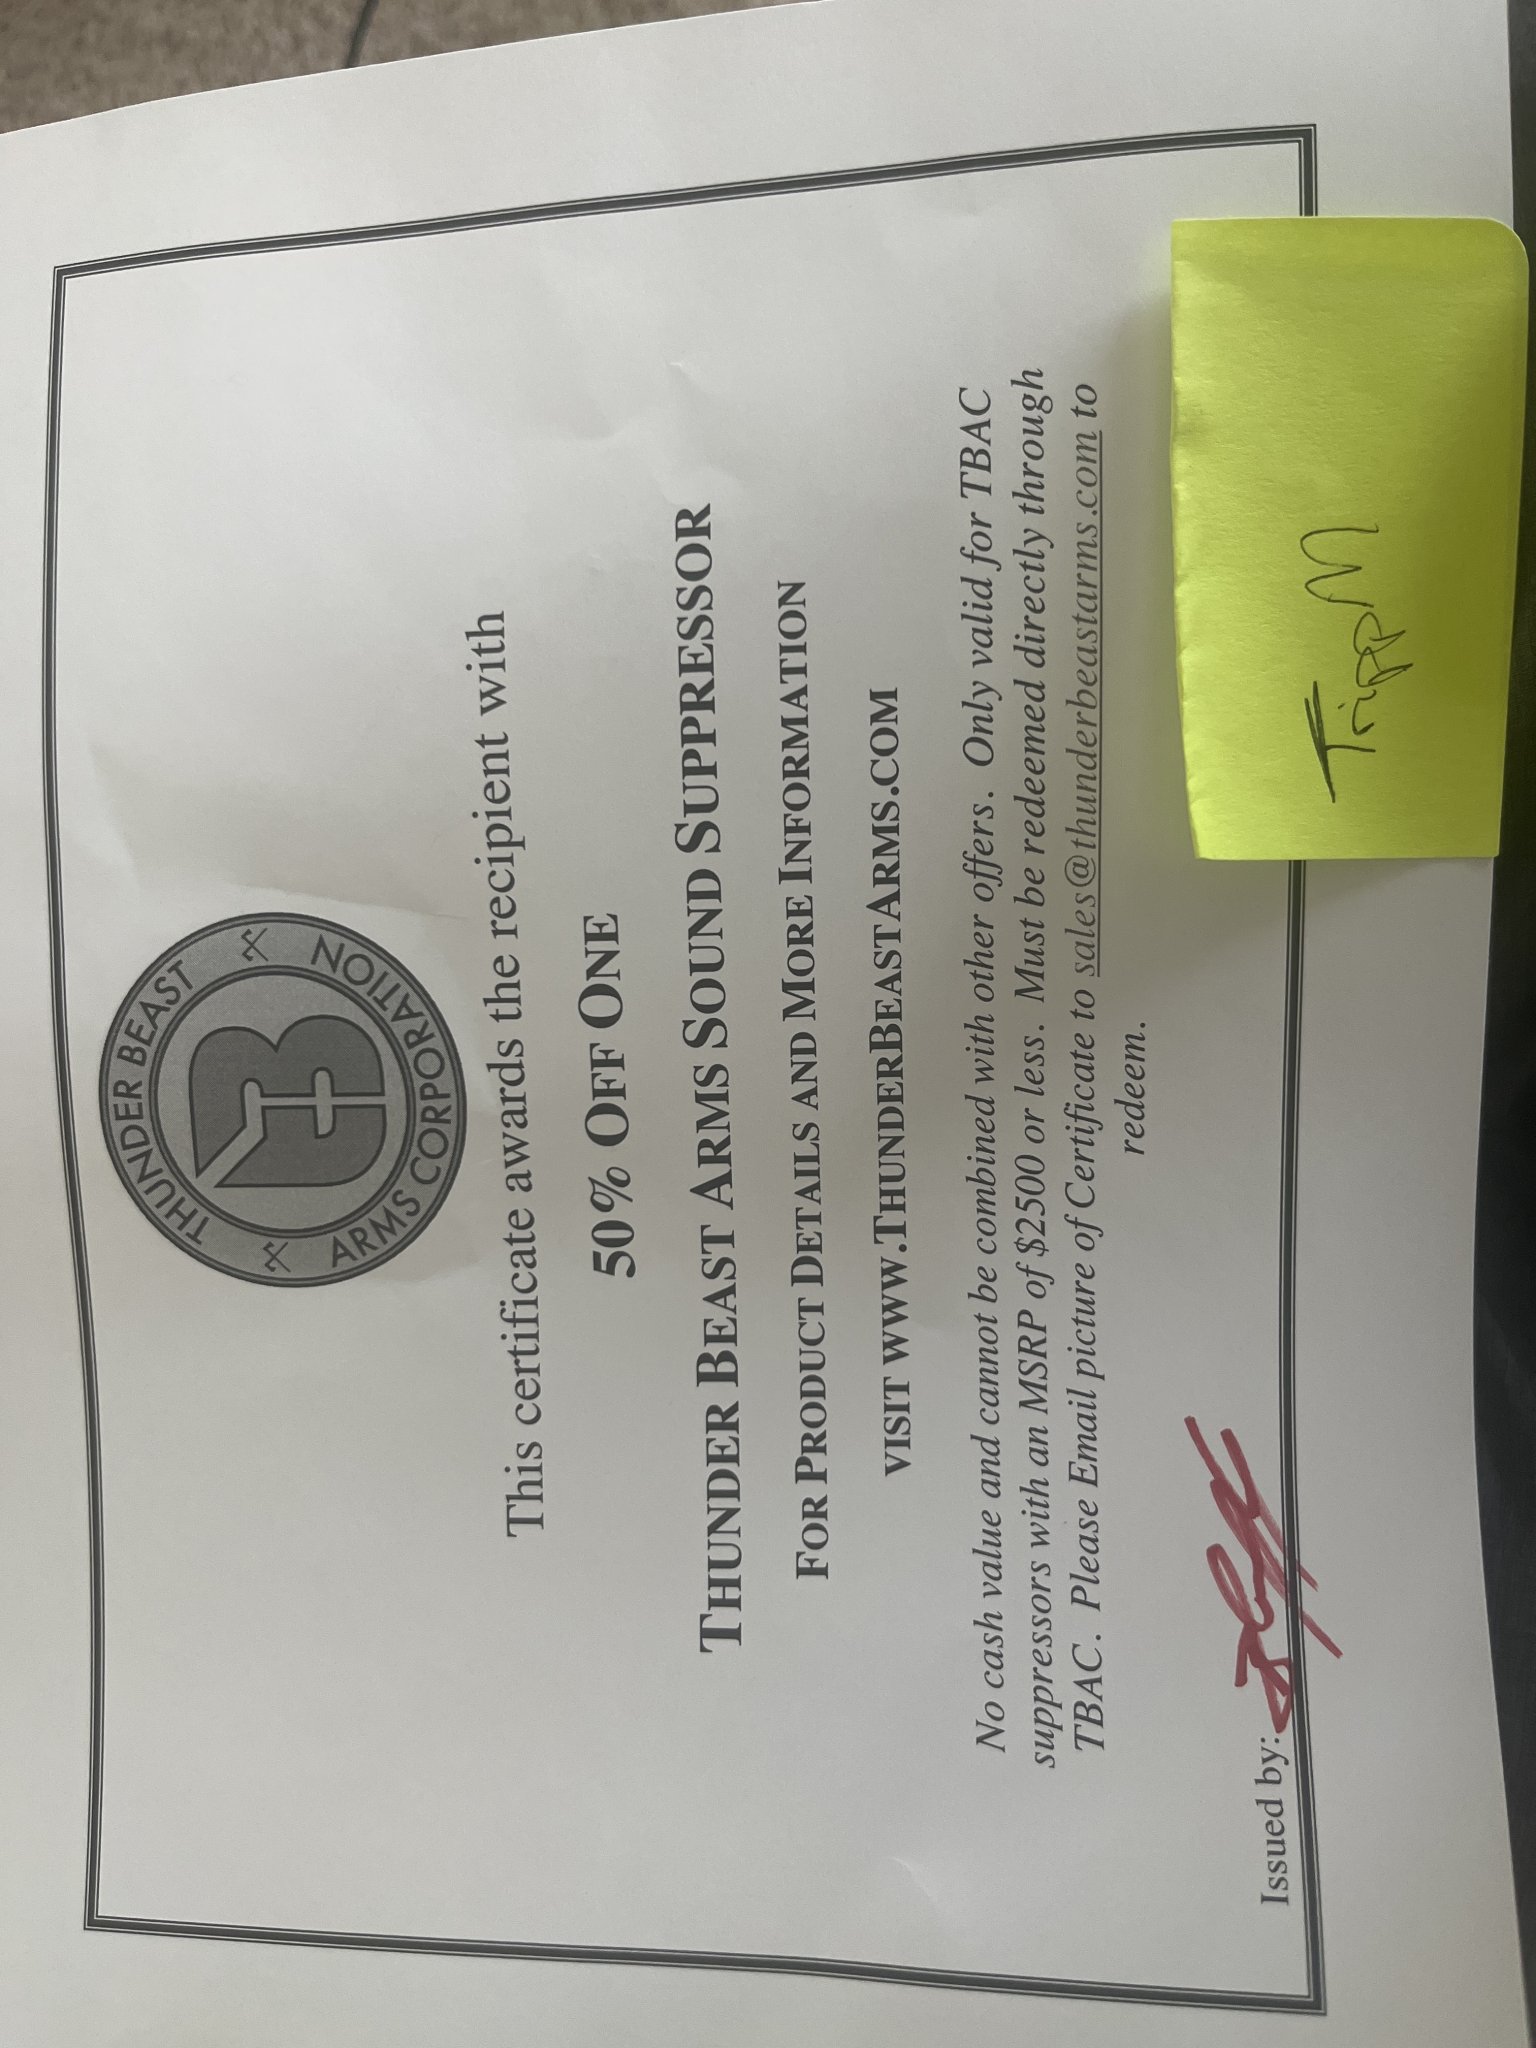 THUNDER BEAST
ARMS CORPORATION
This certificate awards the recipient with
50% OFF ONE
THUNDER BEAST ARMS SOUND SUPPRESSOR
FOR PRODUCT DETAILS AND MORE INFORMATION
VISIT WWW.THUNDERBEASTARMS.COM
No cash value and cannot be combined with other offers. Only valid for TBAC
suppressors with an MSRP of $2500 or less. Must be redeemed directly through
TBAC. Please Email picture of Certificate to sales@thunderbeastarms.com to
redeem.
Issued by:
TrippM